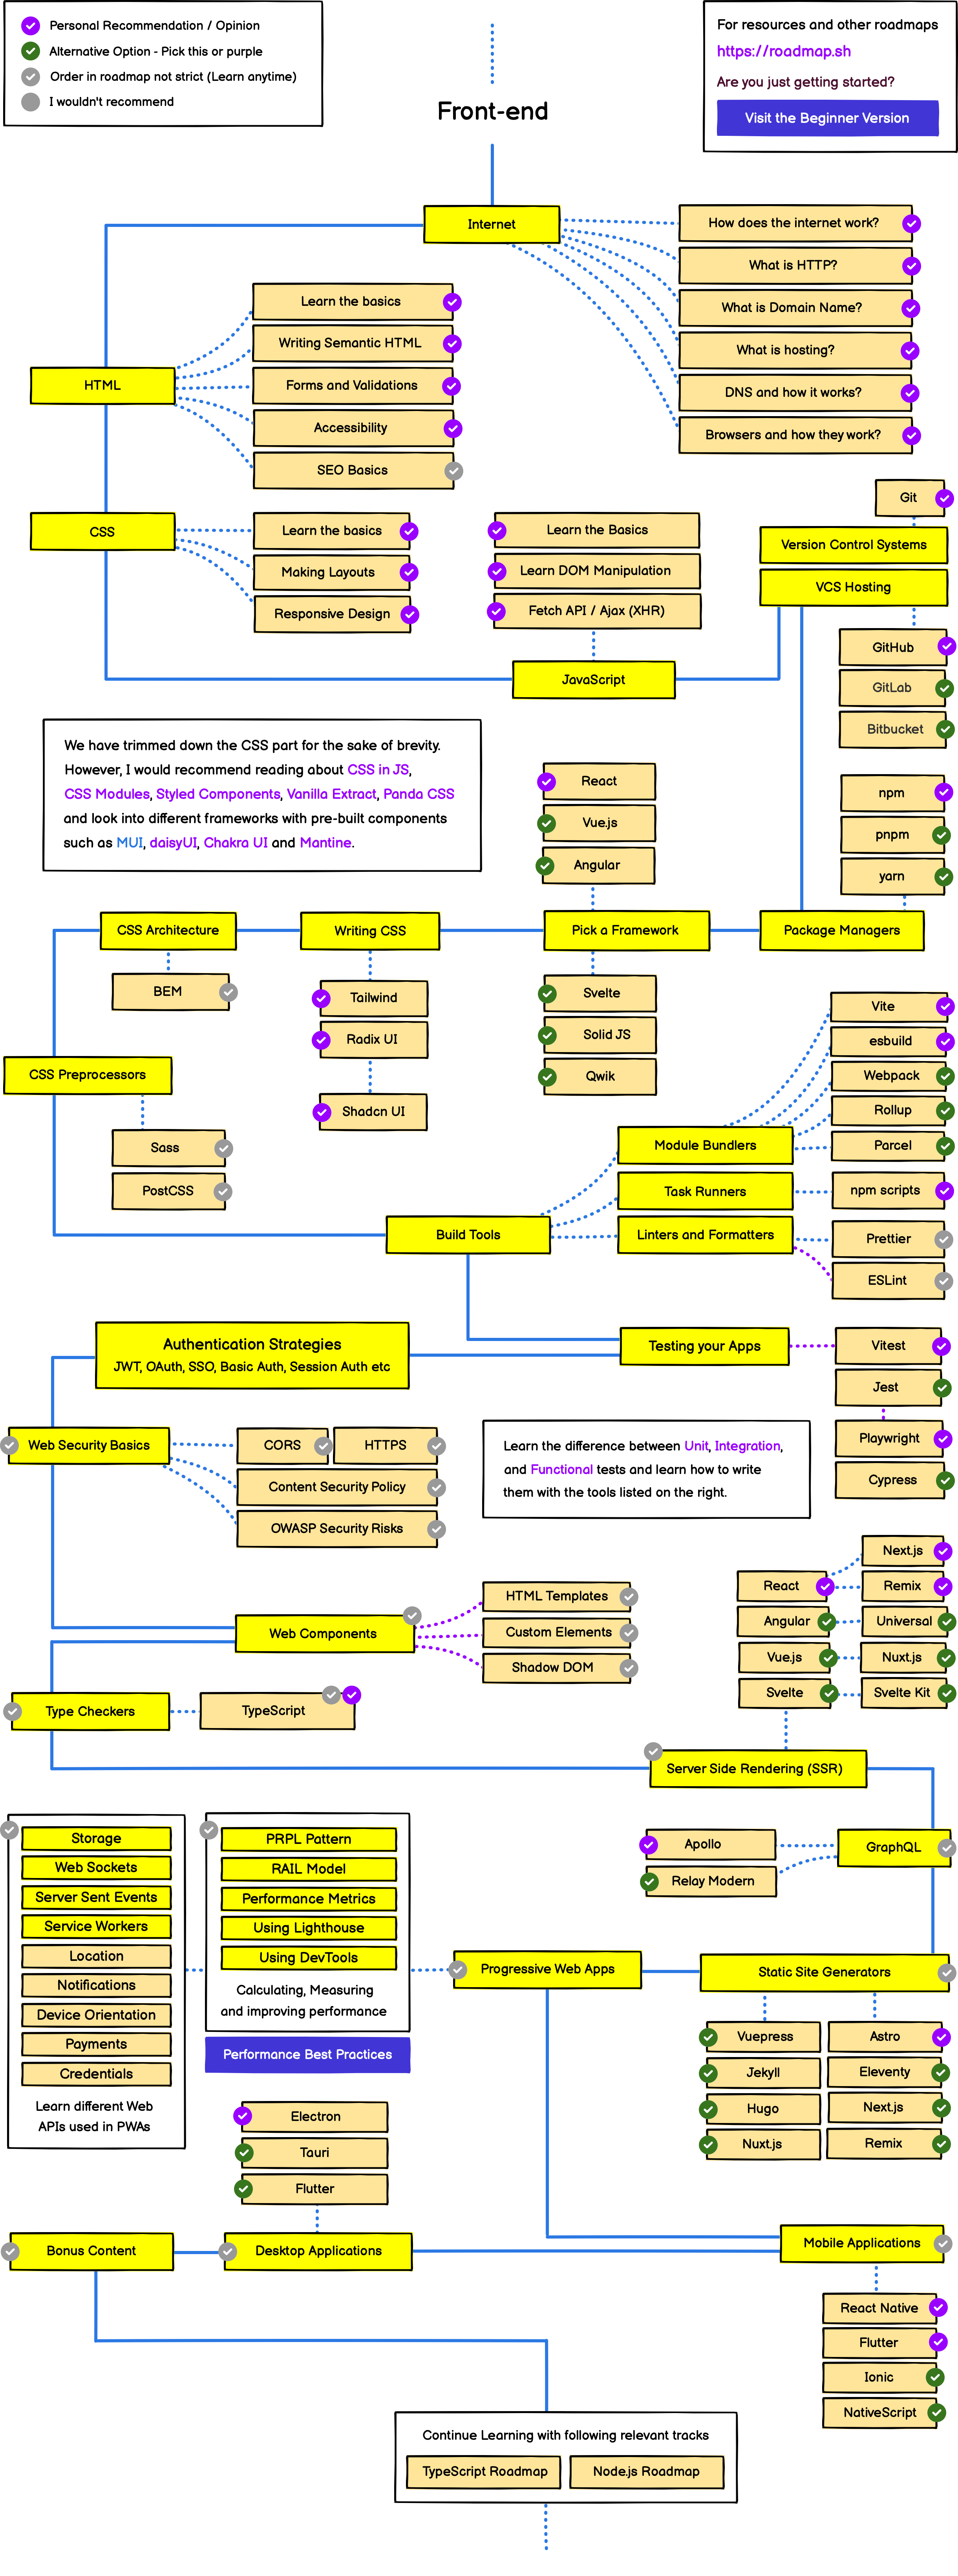 Personal Recommendation / Opinion
Alternative Option - Pick this or purple
Order in roadmap not strict (Learn anytime)
I wouldn't recommend
For resources and other roadmaps
https://roadmap.sh
Are you just getting started?
Visit the Beginner Version
Front-end
Internet
How does the internet work?
What is HTTP?
What is Domain Name?
What is hosting?
DNS and how it works?
Browsers and how they work?
HTML
Learn the basics
Writing Semantic HTML
Forms and Validations
Accessibility
SEO Basics
CSS
Learn the basics
Making Layouts
Responsive Design
Learn the Basics
Learn DOM Manipulation
Fetch API / Ajax (XHR)
JavaScript
Git
Version Control Systems
VCS Hosting
GitHub
GitLab
Bitbucket
We have trimmed down the CSS part for the sake of brevity.
However, I would recommend reading about CSS in JS,
CSS Modules, Styled Components, Vanilla Extract, Panda CSS
and look into different frameworks with pre-built components
such as MUI, daisyUI, Chakra UI and Mantine.
npm
pnpm
yarn
Package Managers
React
Vue.js
Angular
Pick a Framework
Svelte
Solid JS
Qwik
Writing CSS
Tailwind
Radix UI
Shadcn UI
CSS Architecture
BEM
CSS Preprocessors
Sass
PostCSS
Build Tools
Module Bundlers
Vite
esbuild
Webpack
Rollup
Parcel
Task Runners
npm scripts
Linters and Formatters
Prettier
ESLint
Testing your Apps
Vitest
Jest
Playwright
Cypress
Learn the difference between Unit, Integration,
and Functional tests and learn how to write
them with the tools listed on the right.
Authentication Strategies
JWT, OAuth, SSO, Basic Auth, Session Auth etc
Web Security Basics
CORS
HTTPS
Content Security Policy
OWASP Security Risks
Web Components
HTML Templates
Custom Elements
Shadow DOM
Type Checkers
TypeScript
React
Next.js
Remix
Angular
Universal
Vue.js
Nuxt.js
Svelte
Svelte Kit
Server Side Rendering (SSR)
GraphQL
Apollo
Relay Modern
Static Site Generators
Vuepress
Astro
Jekyll
Eleventy
Hugo
Next.js
Nuxt.js
Remix
Progressive Web Apps
PRPL Pattern
RAIL Model
Performance Metrics
Using Lighthouse
Using DevTools
Calculating, Measuring
and improving performance
Performance Best Practices
Storage
Web Sockets
Server Sent Events
Service Workers
Location
Notifications
Device Orientation
Payments
Credentials
Learn different Web
APIs used in PWAs
Mobile Applications
React Native
Flutter
Ionic
NativeScript
Electron
Tauri
Flutter
Desktop Applications
Bonus Content
Continue Learning with following relevant tracks
TypeScript Roadmap
Node.js Roadmap